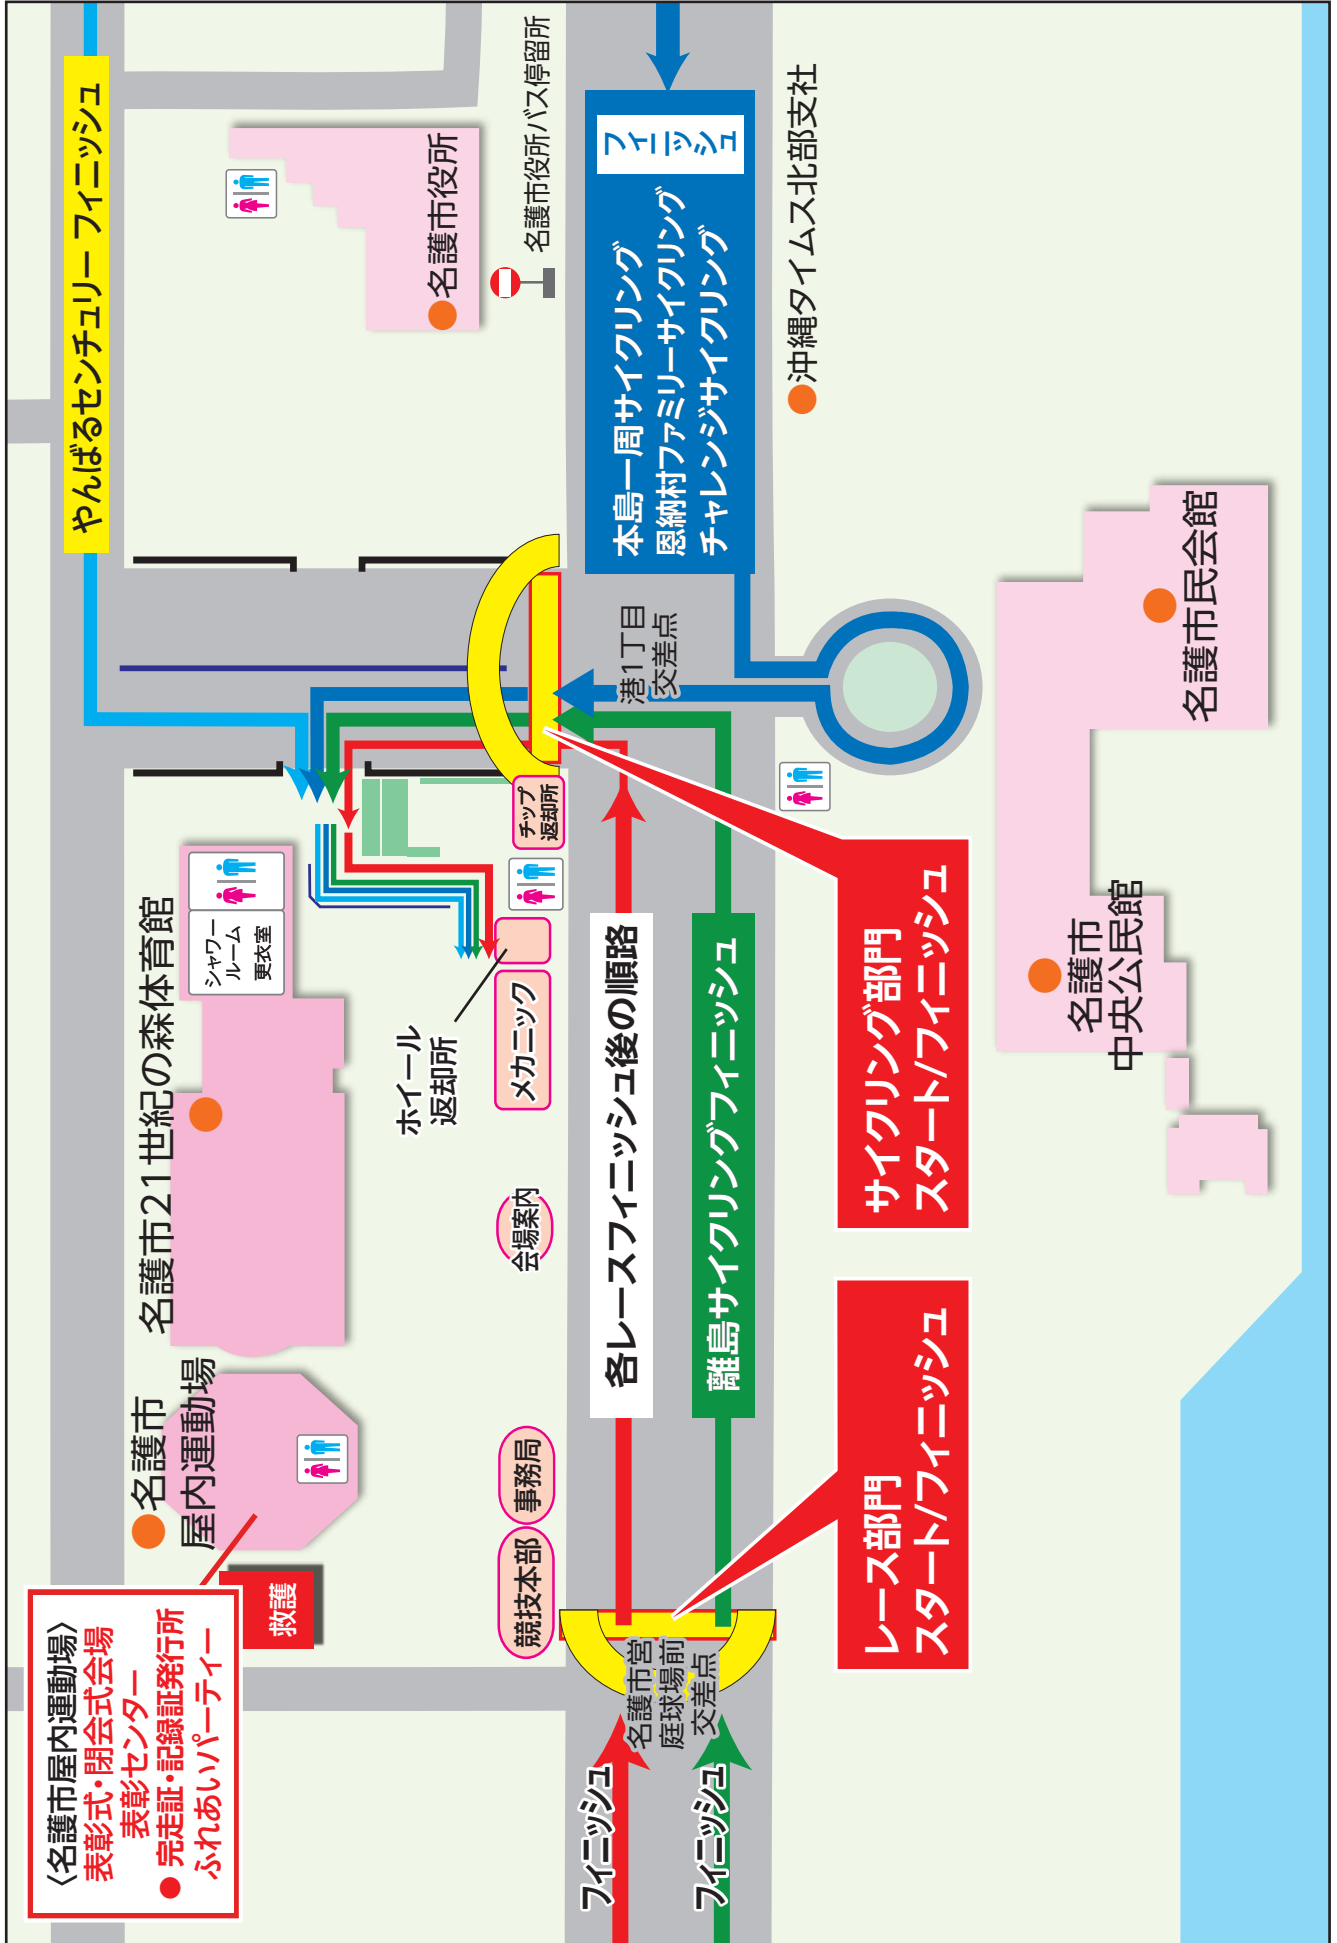 〈名護市屋内運動場〉
表彰式・閉会式会場
表彰センター
● 完走証・記録証発行所
ふれあいパーティー
救護
名護市
屋内運動場
名護市21世紀の森体育館
シャワー
ルーム
更衣室
やんばるセンチュリー フィニッシュ
名護市役所
名護市役所バス停留所
ホイール
返却所
メカニック
チップ
返却所
会場案内
事務局
競技本部
フィニッシュ
フィニッシュ
名護市営
庭球場前
交差点
各レースフィニッシュ後の順路
離島サイクリングフィニッシュ
港1丁目
交差点
本島一周サイクリング
恩納村ファミリーサイクリング
チャレンジサイクリング
フィニッシュ
沖縄タイムス北部支社
レース部門
スタート/フィニッシュ
サイクリング部門
スタート/フィニッシュ
名護市
中央公民館
名護市民会館